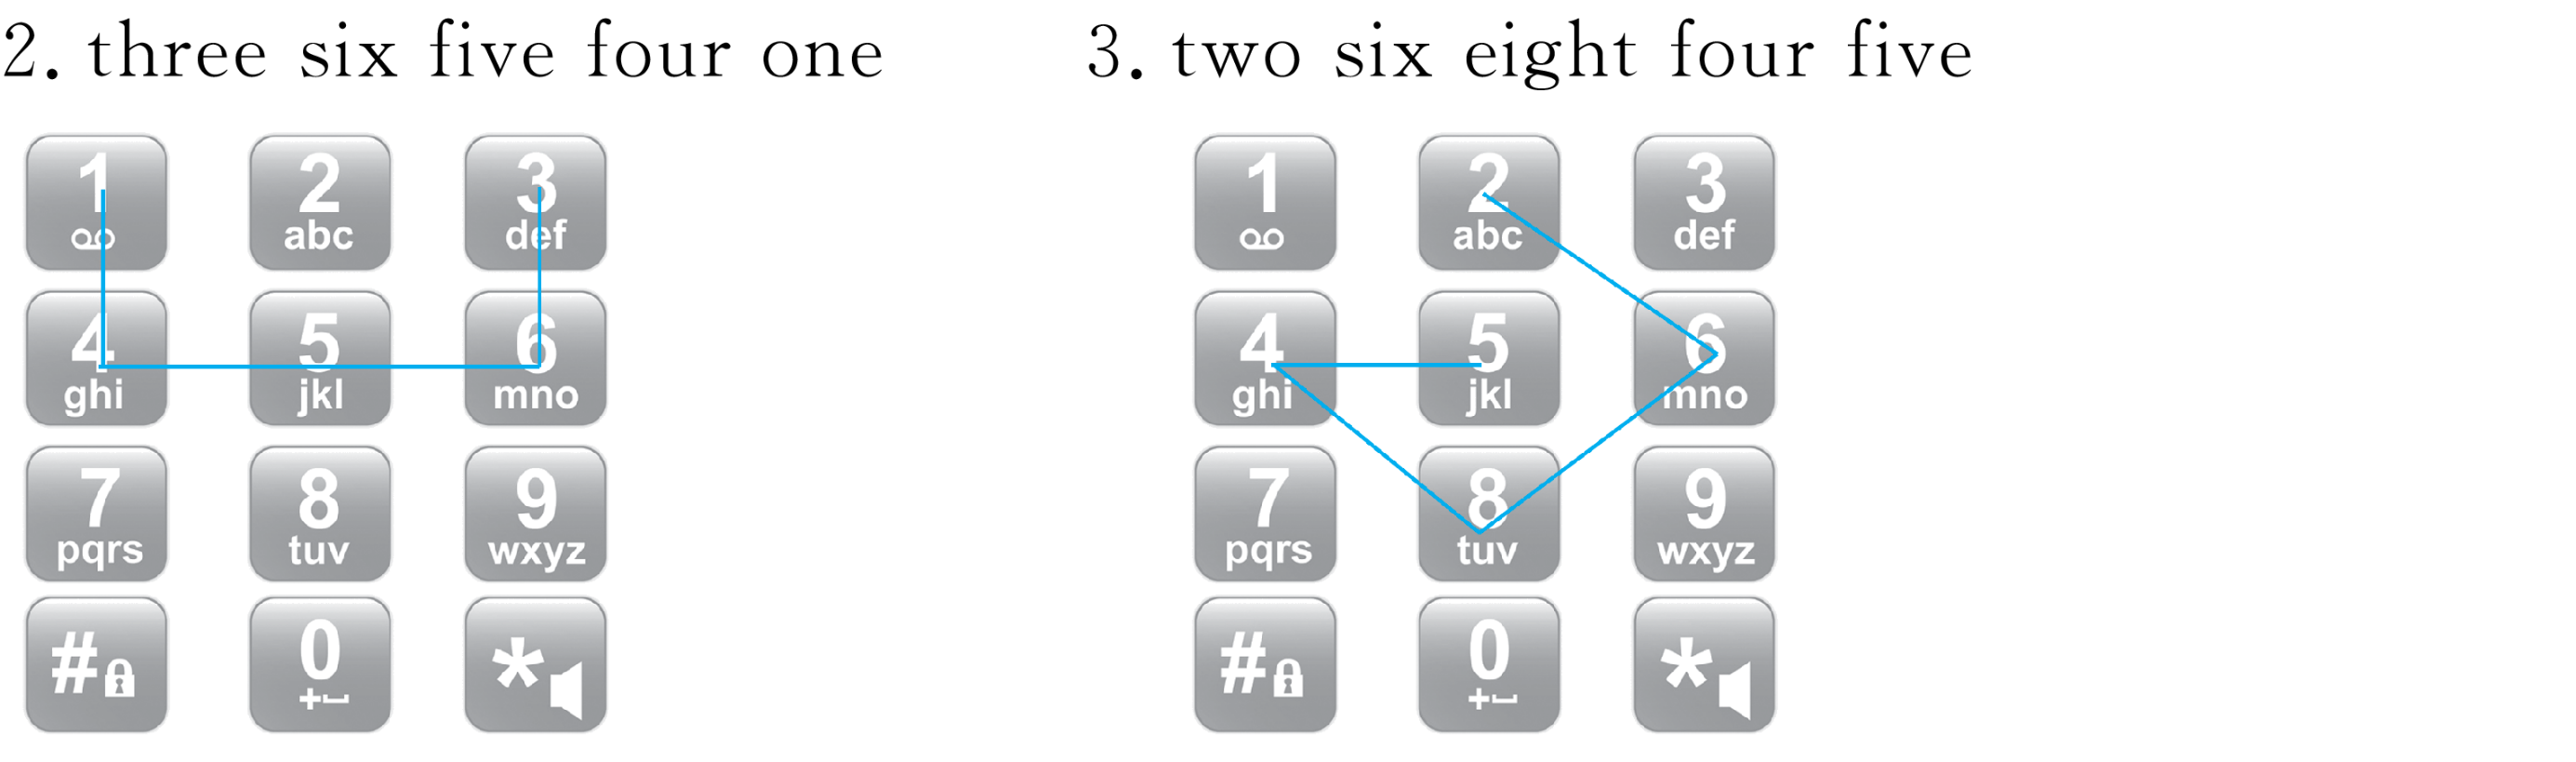 2. three six five four one
3. two six eight four five
1 2 3
abc def
4 5 6
ghi jkl mno
7 8 9
pqrs tuv wxyz
# 0 *
+
1 2 3
abc def
4 5 6
ghi jkl mno
7 8 9
pqrs tuv wxyz
# 0 *
+